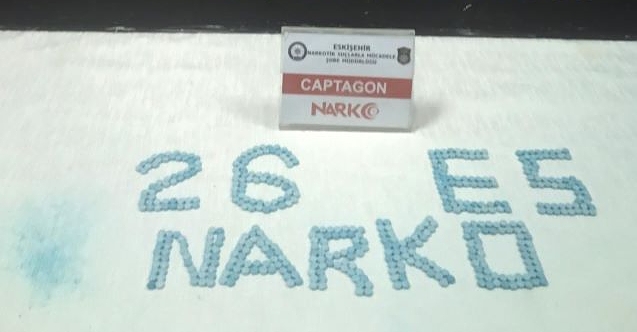 ESKİŞEHİR
NARKOTİK SUÇLARLA MÜCADELE
ŞUBE MÜDÜRLÜĞÜ
CAPTAGON
NARKO
26 ES
NARKO